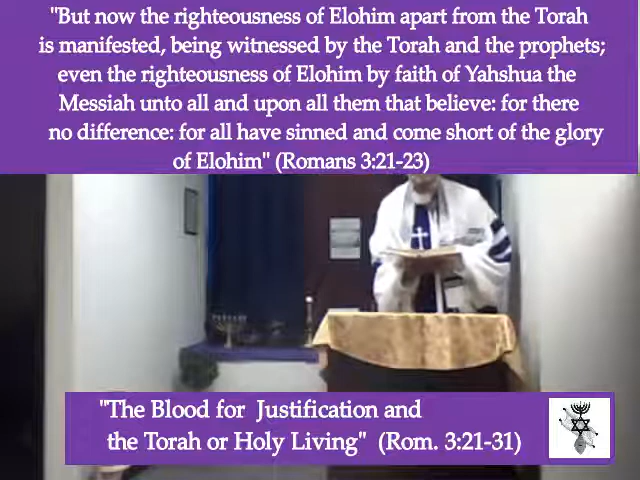 "But now the righteousness of Elohim apart from the Torah
is manifested, being witnessed by the Torah and the prophets;
even the righteousness of Elohim by faith of Yahshua the
Messiah unto all and upon all them that believe: for there
no difference: for all have sinned and come short of the glory
of Elohim" (Romans 3:21-23)
"The Blood for Justification and
the Torah or Holy Living" (Rom. 3:21-31)